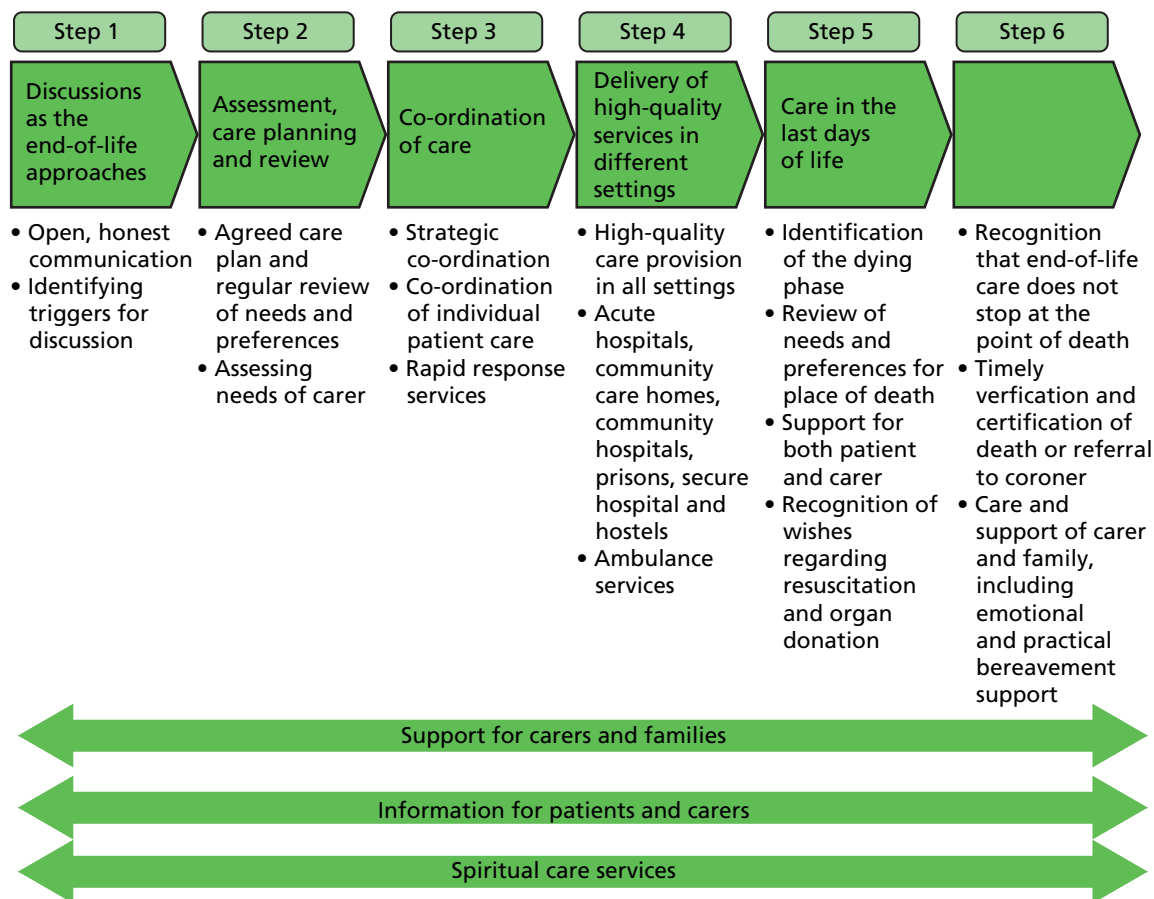 Step 1
Step 2
Step 3
Step 4
Step 5
Step 6
Discussions
as the
end-of-life
approaches
Assessment,
care planning
and review
Co-ordination
of care
Delivery of
high-quality
services in
different
settings
Care in the
last days
of life
• Open, honest
communication
• Identifying
triggers for
discussion
• Agreed care
plan and
regular review
of needs and
preferences
• Assessing
needs of carer
• Strategic
co-ordination
• Co-ordination
of individual
patient care
• Rapid response
services
• High-quality
care provision
in all settings
• Acute
hospitals,
community
care homes,
community
hospitals,
prisons, secure
hospital and
hostels
• Ambulance
services
• Identification
of the dying
phase
• Review of
needs and
preferences for
place of death
• Support for
both patient
and carer
• Recognition of
wishes
regarding
resuscitation
and organ
donation
• Recognition
that end-of-life
care does not
stop at the
point of death
• Timely
verfication and
certification of
death or referral
to coroner
• Care and
support of carer
and family,
including
emotional
and practical
bereavement
support
Support for carers and families
Information for patients and carers
Spiritual care services